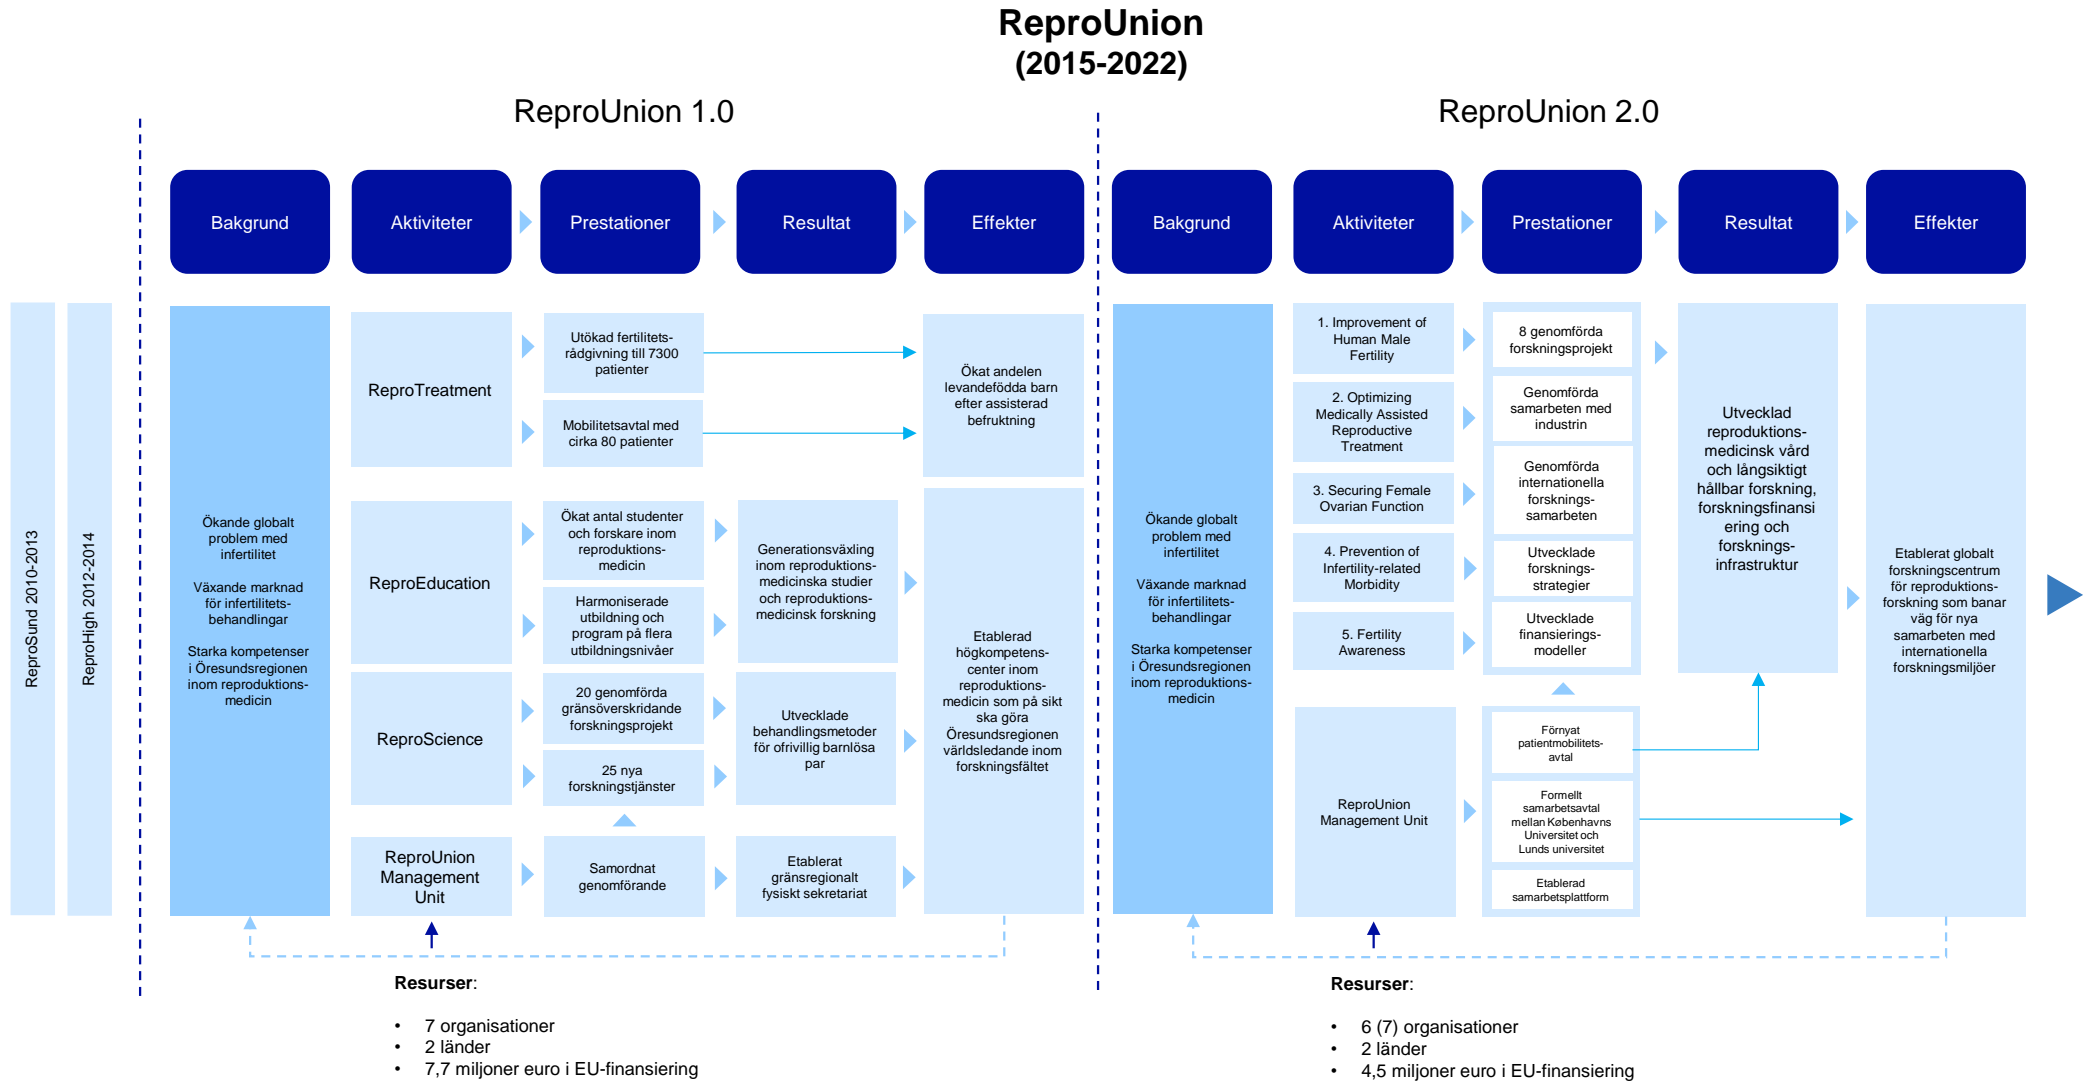 ReproUnion
(2015-2022)
ReproUnion 1.0
ReproUnion 2.0
Bakgrund
Aktiviteter
Prestationer
Resultat
Effekter
Bakgrund
Aktiviteter
Prestationer
Resultat
Effekter
ReproSund 2010-2013
ReproHigh 2012-2014
Ökande globalt
problem med
infertilitet
Växande marknad
för infertilitets-
behandlingar
Starka kompetenser
i Öresundsregionen
inom reproduktions-
medicin
ReproTreatment
Utökad fertilitets-
rådgivning till 7300
patienter
Mobilitetsavtal med
cirka 80 patienter
Ökat andelen
levandefödda barn
efter assisterad
befruktning
ReproEducation
Ökat antal studenter
och forskare inom
reproduktions-
medicin
Harmoniserade
utbildning och
program på flera
utbildningsnivåer
Generationsväxling
inom reproduktions-
medicinska studier
och reproduktions-
medicinsk forskning
ReproScience
20 genomförda
gränsöverskridande
forskningsprojekt
25 nya
forskningstjänster
Utvecklade
behandlingsmetoder
för ofrivillig barnlösa
par
Etablerad
högkompetens-
center inom
reproduktions-
medicin som på sikt
ska göra
Öresundsregionen
världsledande inom
forskningsfältet
ReproUnion
Management
Unit
Samordnat
genomförande
Etablerat
gränsregionalt
fysiskt sekretariat
Resurser:
• 7 organisationer
• 2 länder
• 7,7 miljoner euro i EU-finansiering
Ökande globalt
problem med
infertilitet
Växande marknad
för infertilitets-
behandlingar
Starka kompetenser
i Öresundsregionen
inom reproduktions-
medicin
1. Improvement of
Human Male
Fertility
2. Optimizing
Medically Assisted
Reproductive
Treatment
3. Securing Female
Ovarian Function
4. Prevention of
Infertility-related
Morbidity
5. Fertility
Awareness
8 genomförda
forskningsprojekt
Genomförda
samarbeten med
industrin
Genomförda
internationella
forsknings-
samarbeten
Utvecklade
forsknings-
strategier
Utvecklade
finansierings-
modeller
Utvecklad
reproduktions-
medicinsk vård
och långsiktigt
hållbar forskning,
forskningsfinansi
ering och
forsknings-
infrastruktur
Etablerat globalt
forskningscentrum
för reproduktions-
forskning som banar
väg för nya
samarbeten med
internationella
forskningsmiljöer
ReproUnion
Management Unit
Förnyat
patientmobilitets-
avtal
Formellt
samarbetsavtal
mellan Københavns
Universitet och
Lunds universitet
Etablerad
samarbetsplattform
Resurser:
• 6 (7) organisationer
• 2 länder
• 4,5 miljoner euro i EU-finansiering